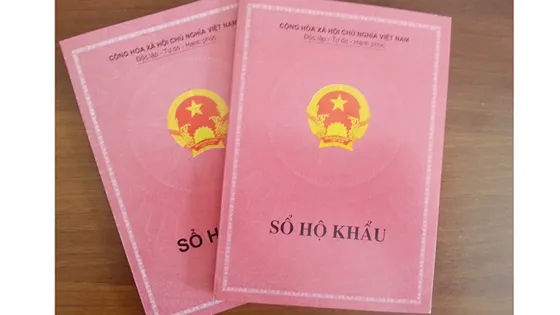 CỘNG HÒA XÃ HỘI CHỦ NGHĨA VIỆT NAM
Độc lập - Tự do - Hạnh phúc
SỔ H
CỘNG HÒA XÃ HỘI CHỦ NGHĨA VIỆT NAM
Độc lập - Tự do - Hạnh phúc
SỔ HỘ KHẨU